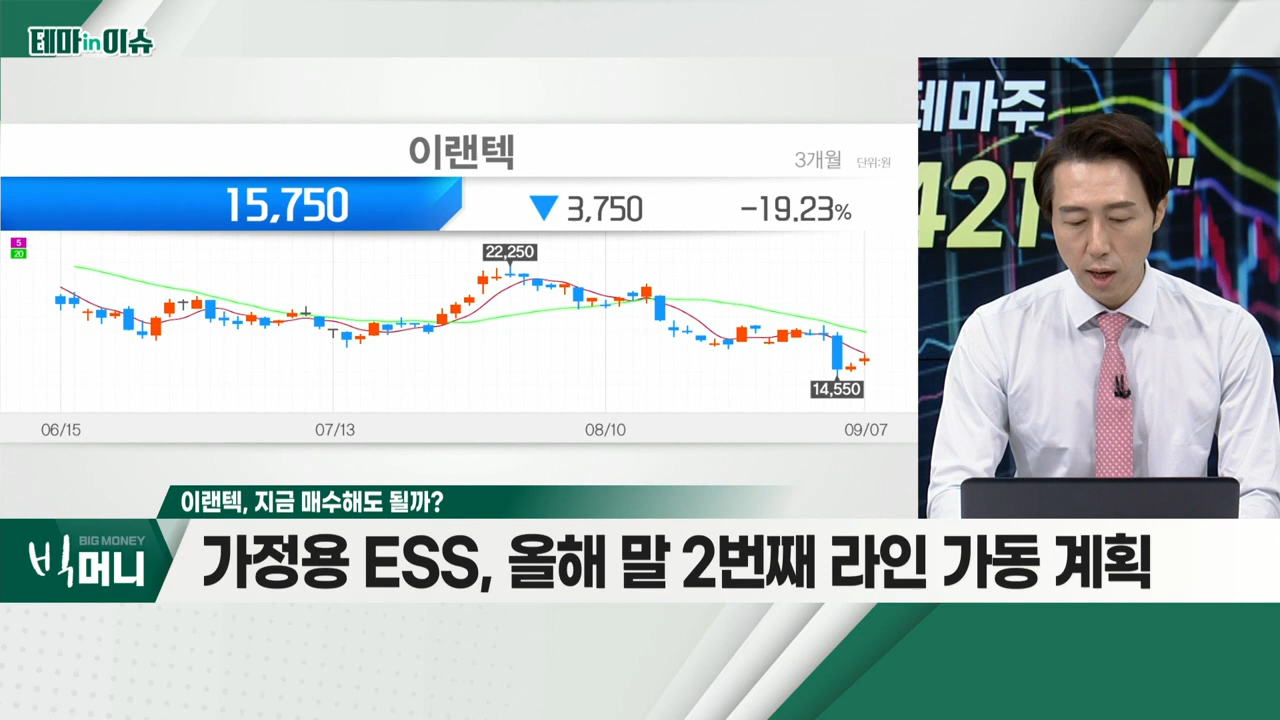 테마in이슈
이랜텍
3개월 단위:원
15,750 ▼ 3,750 -19.23%
5
20
22,250
14,550
06/15 07/13 08/10 09/07
테마주
421
"
이랜텍, 지금 매수해도 될까?
BIG MONEY
빅머니
가정용 ESS, 올해 말 2번째 라인 가동 계획